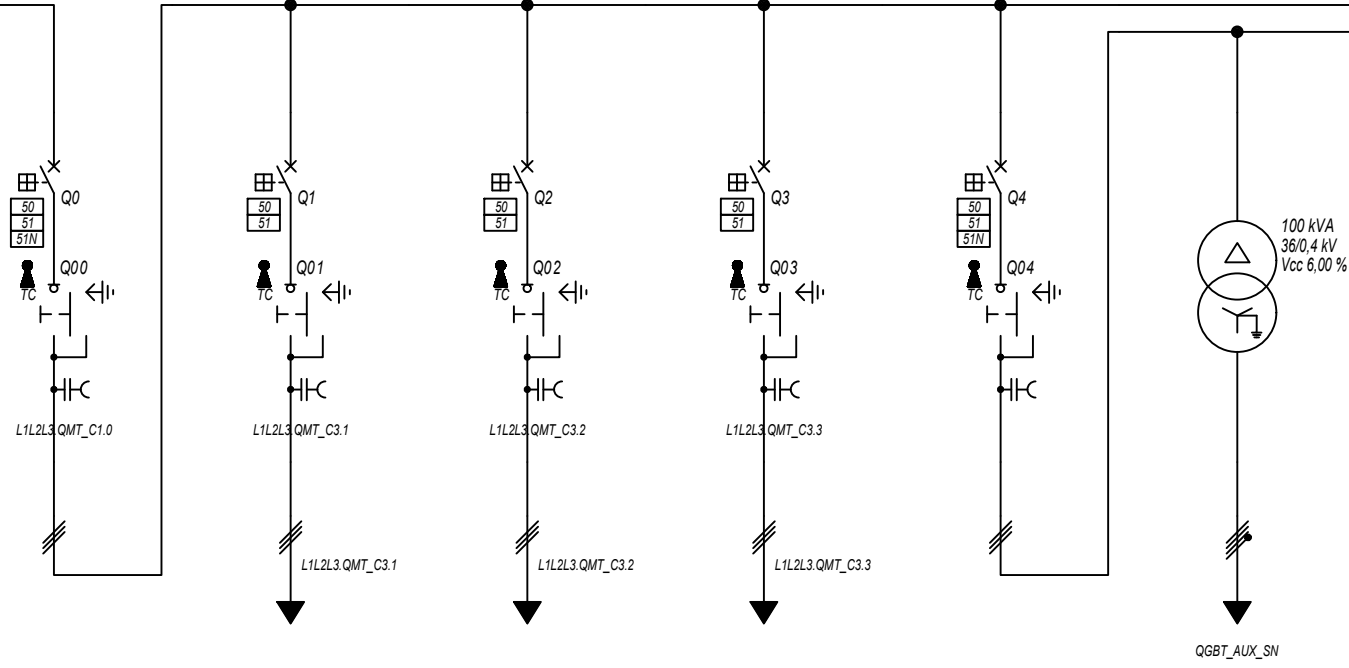 Q0
50
51
51N
Q00
TC
L1L2L3.QMT_C1.0
Q1
50
51
Q01
TC
L1L2L3.QMT_C3.1
L1L2L3.QMT_C3.1
Q2
50
51
Q02
TC
L1L2L3.QMT_C3.2
L1L2L3.QMT_C3.2
Q3
50
51
Q03
TC
L1L2L3.QMT_C3.3
L1L2L3.QMT_C3.3
Q4
50
51
51N
Q04
TC
100 kVA
36/0,4 kV
Vcc 6,00 %
QGBT_AUX_SN